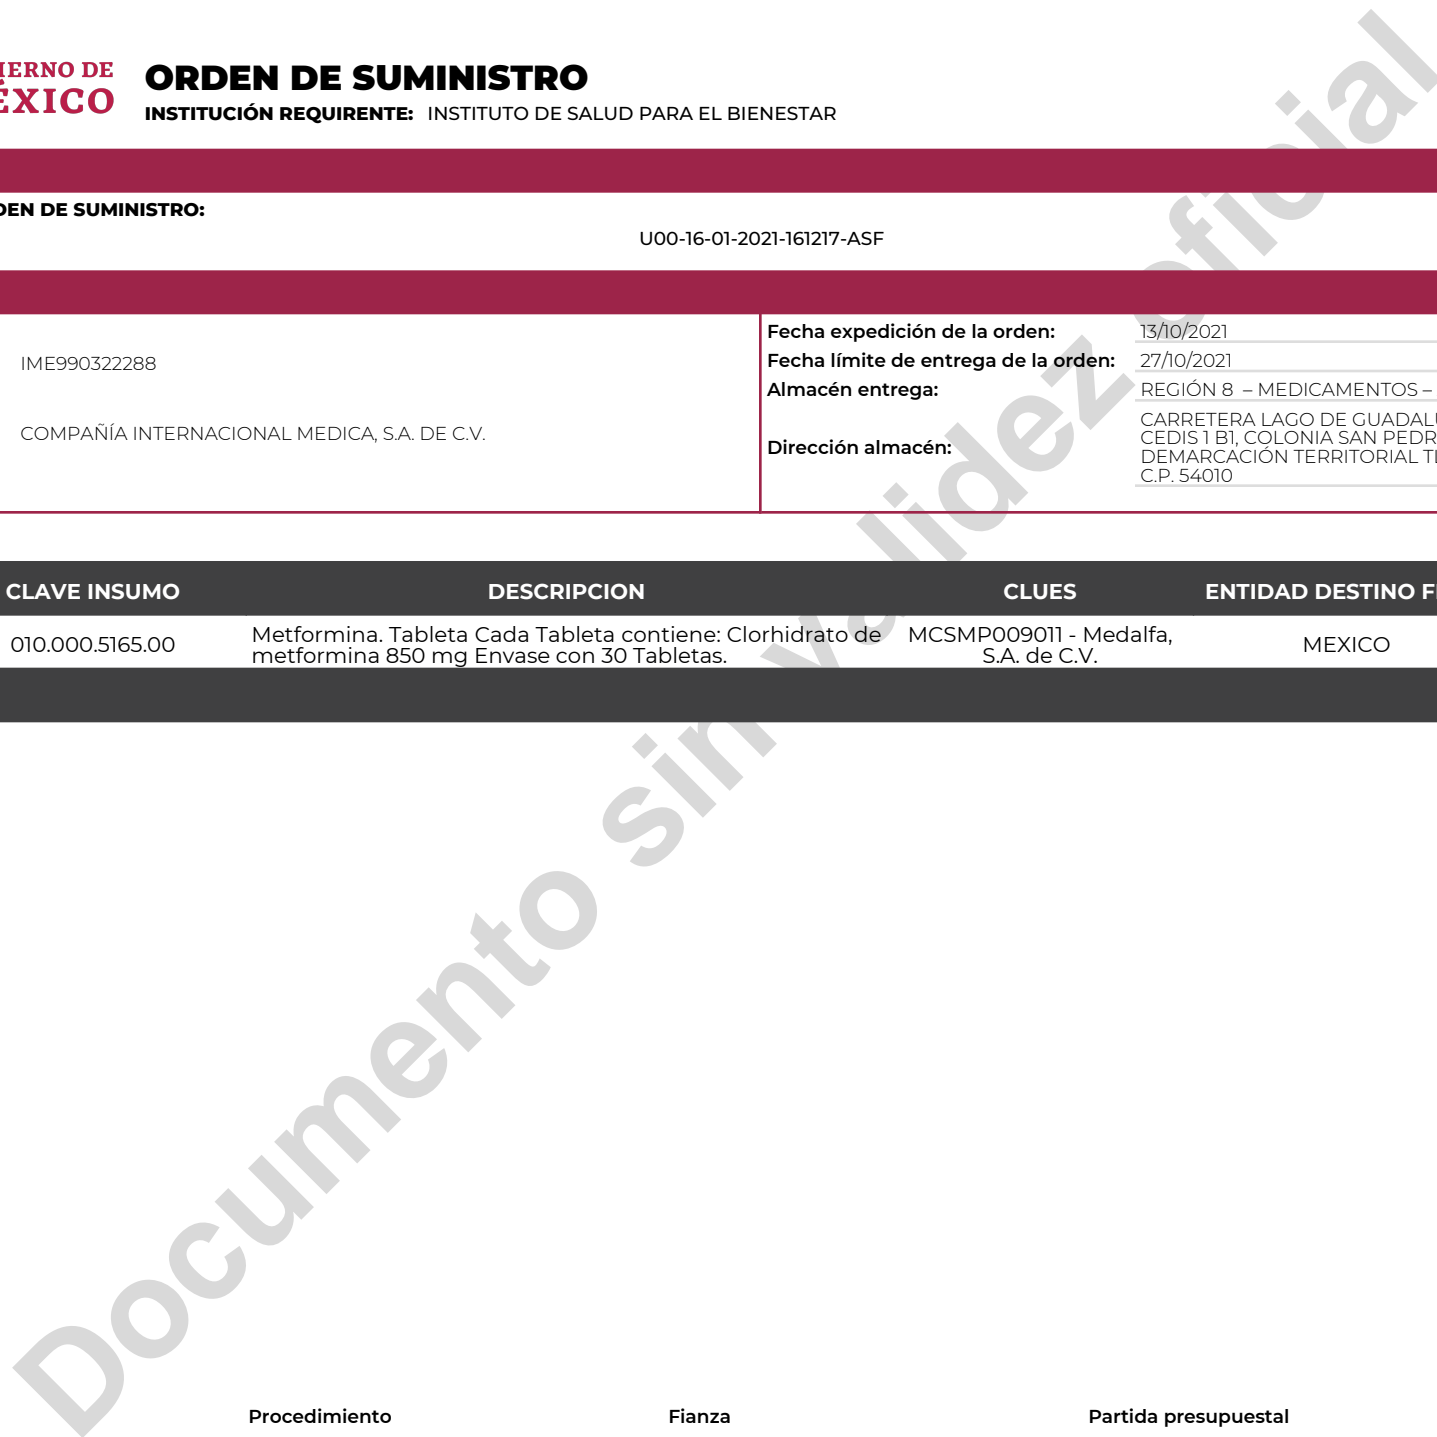 IERNO DE
ÉXICO
ORDEN DE SUMINISTRO
INSTITUCIÓN REQUIRENTE: INSTITUTO DE SALUD PARA EL BIENESTAR
DEN DE SUMINISTRO:
U00-16-01-2021-161217-ASF
IME990322288
COMPAÑÍA INTERNACIONAL MEDICA, S.A. DE C.V.
Fecha expedición de la orden: 13/10/2021
Fecha límite de entrega de la orden: 27/10/2021
Almacén entrega: REGIÓN 8 – MEDICAMENTOS –
Dirección almacén:
CARRETERA LAGO DE GUADALU
CEDIS 1 B1, COLONIA SAN PEDR
DEMARCACIÓN TERRITORIAL TL
C.P. 54010
CLAVE INSUMO DESCRIPCION CLUES ENTIDAD DESTINO FI
010.000.5165.00
Metformina. Tableta Cada Tableta contiene: Clorhidrato de
metformina 850 mg Envase con 30 Tabletas.
MCSMP009011 - Medalfa,
S.A. de C.V.
MEXICO
Documento sin validez oficial
Procedimiento Fianza Partida presupuestal